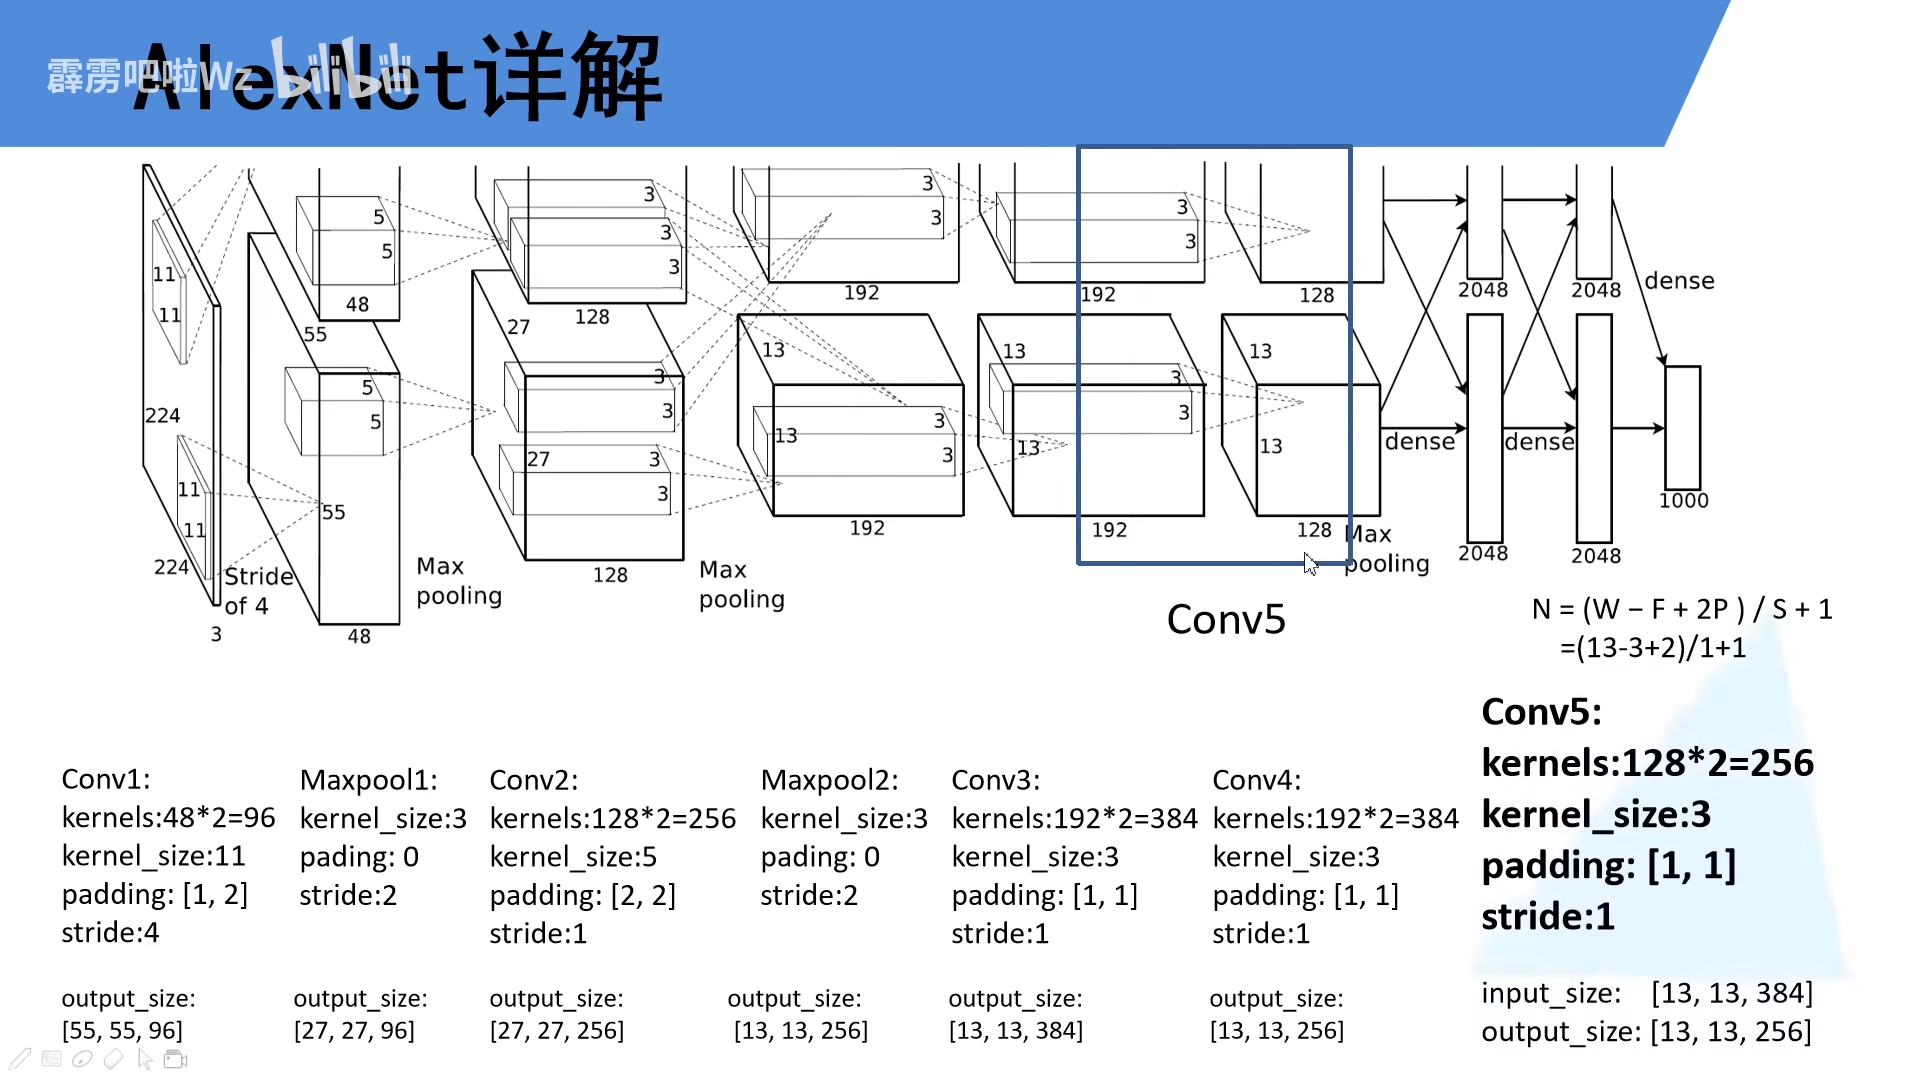 AlexNet详解
霹雳吧啦Wz bilibili
11
11
224
11
11
224
3
Stride
of 4
5
5
48
55
5
5
55
48
Max
pooling
3
3
3
128
27
3
3
27
3
3
128
Max
pooling
3
3
192
13
13
3
3
192
3
3
192
13
3
3
13
192
128
13
13
128
Max
pooling
2048
2048
dense
dense
dense
1000
2048
2048
Conv5
N = (W − F + 2P ) / S + 1
=(13-3+2)/1+1
Conv1:
kernels:48*2=96
kernel_size:11
padding: [1, 2]
stride:4
output_size:
[55, 55, 96]
Maxpool1:
kernel_size:3
pading: 0
stride:2
output_size:
[27, 27, 96]
Conv2:
kernels:128*2=256
kernel_size:5
padding: [2, 2]
stride:1
output_size:
[27, 27, 256]
Maxpool2:
kernel_size:3
pading: 0
stride:2
output_size:
[13, 13, 256]
Conv3:
kernels:192*2=384
kernel_size:3
padding: [1, 1]
stride:1
output_size:
[13, 13, 384]
Conv4:
kernels:192*2=384
kernel_size:3
padding: [1, 1]
stride:1
output_size:
[13, 13, 256]
Conv5:
kernels:128*2=256
kernel_size:3
padding: [1, 1]
stride:1
input_size: [13, 13, 384]
output_size: [13, 13, 256]